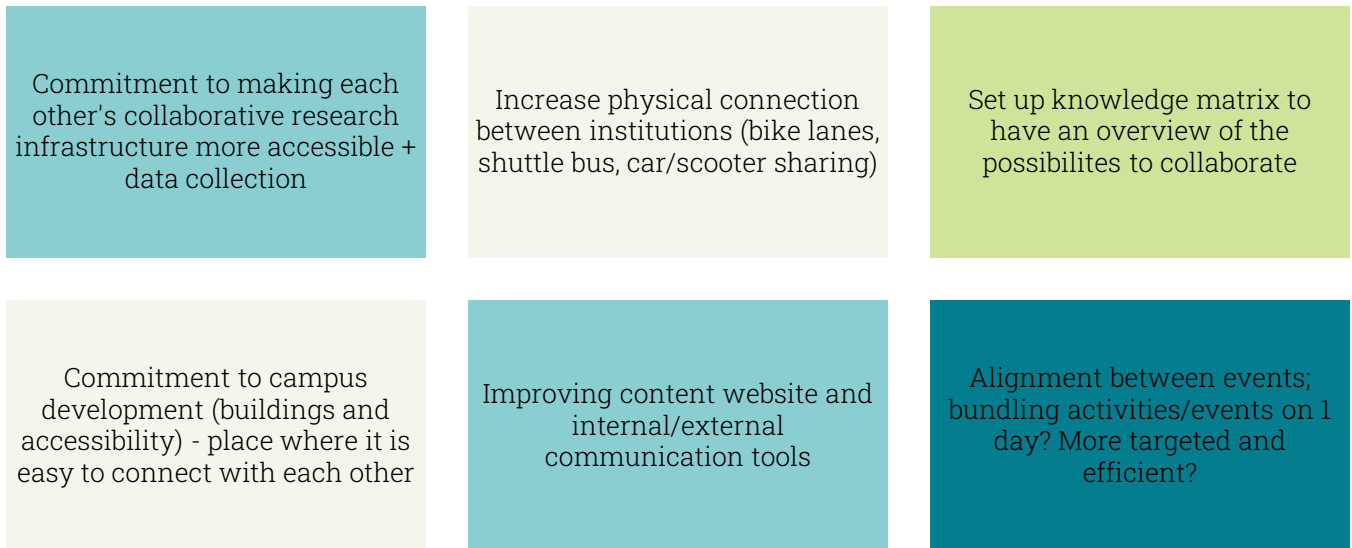 Commitment to making each
other's collaborative research
infrastructure more accessible +
data collection
Increase physical connection
between institutions (bike lanes,
shuttle bus, car/scooter sharing)
Set up knowledge matrix to
have an overview of the
possibilites to collaborate
Commitment to campus
development (buildings and
accessibility) - place where it is
easy to connect with each other
Improving content website and
internal/external
communication tools
Alignment between events;
bundling activities/events on 1
day? More targeted and
efficient?